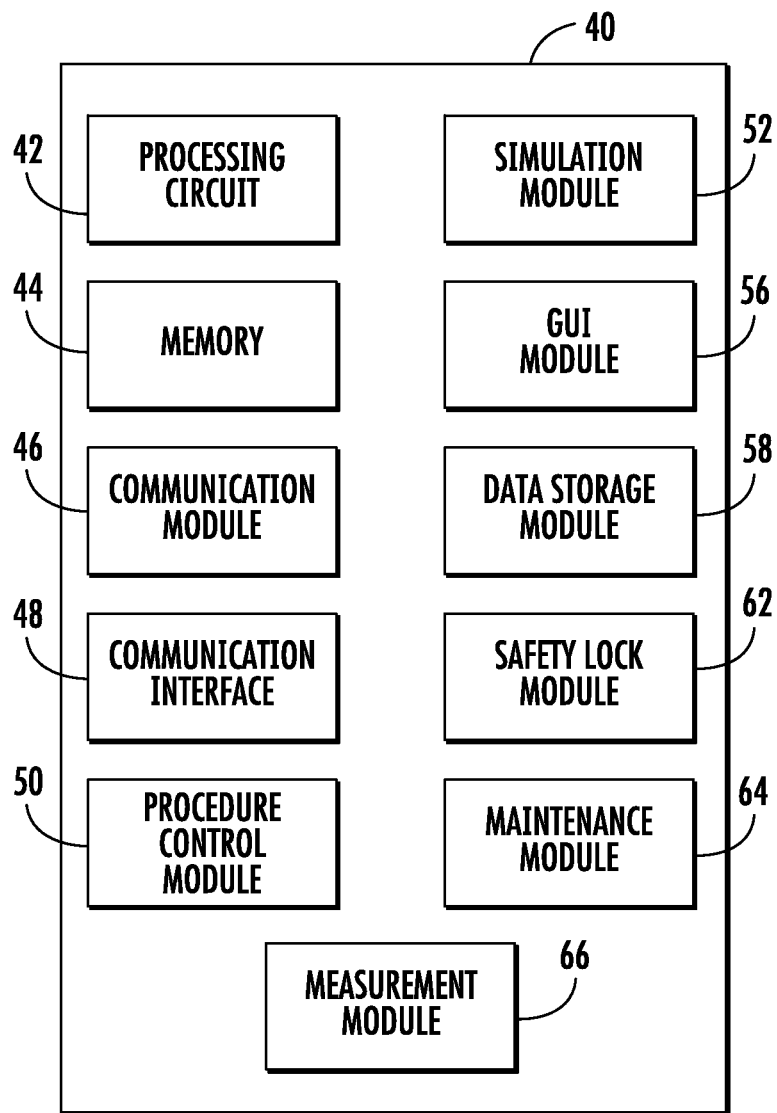 40
42
PROCESSING
CIRCUIT
52
SIMULATION
MODULE
44
MEMORY
56
GUI
MODULE
46
COMMUNICATION
MODULE
58
DATA STORAGE
MODULE
48
COMMUNICATION
INTERFACE
62
SAFETY LOCK
MODULE
50
PROCEDURE
CONTROL
MODULE
64
MAINTENANCE
MODULE
66
MEASUREMENT
MODULE